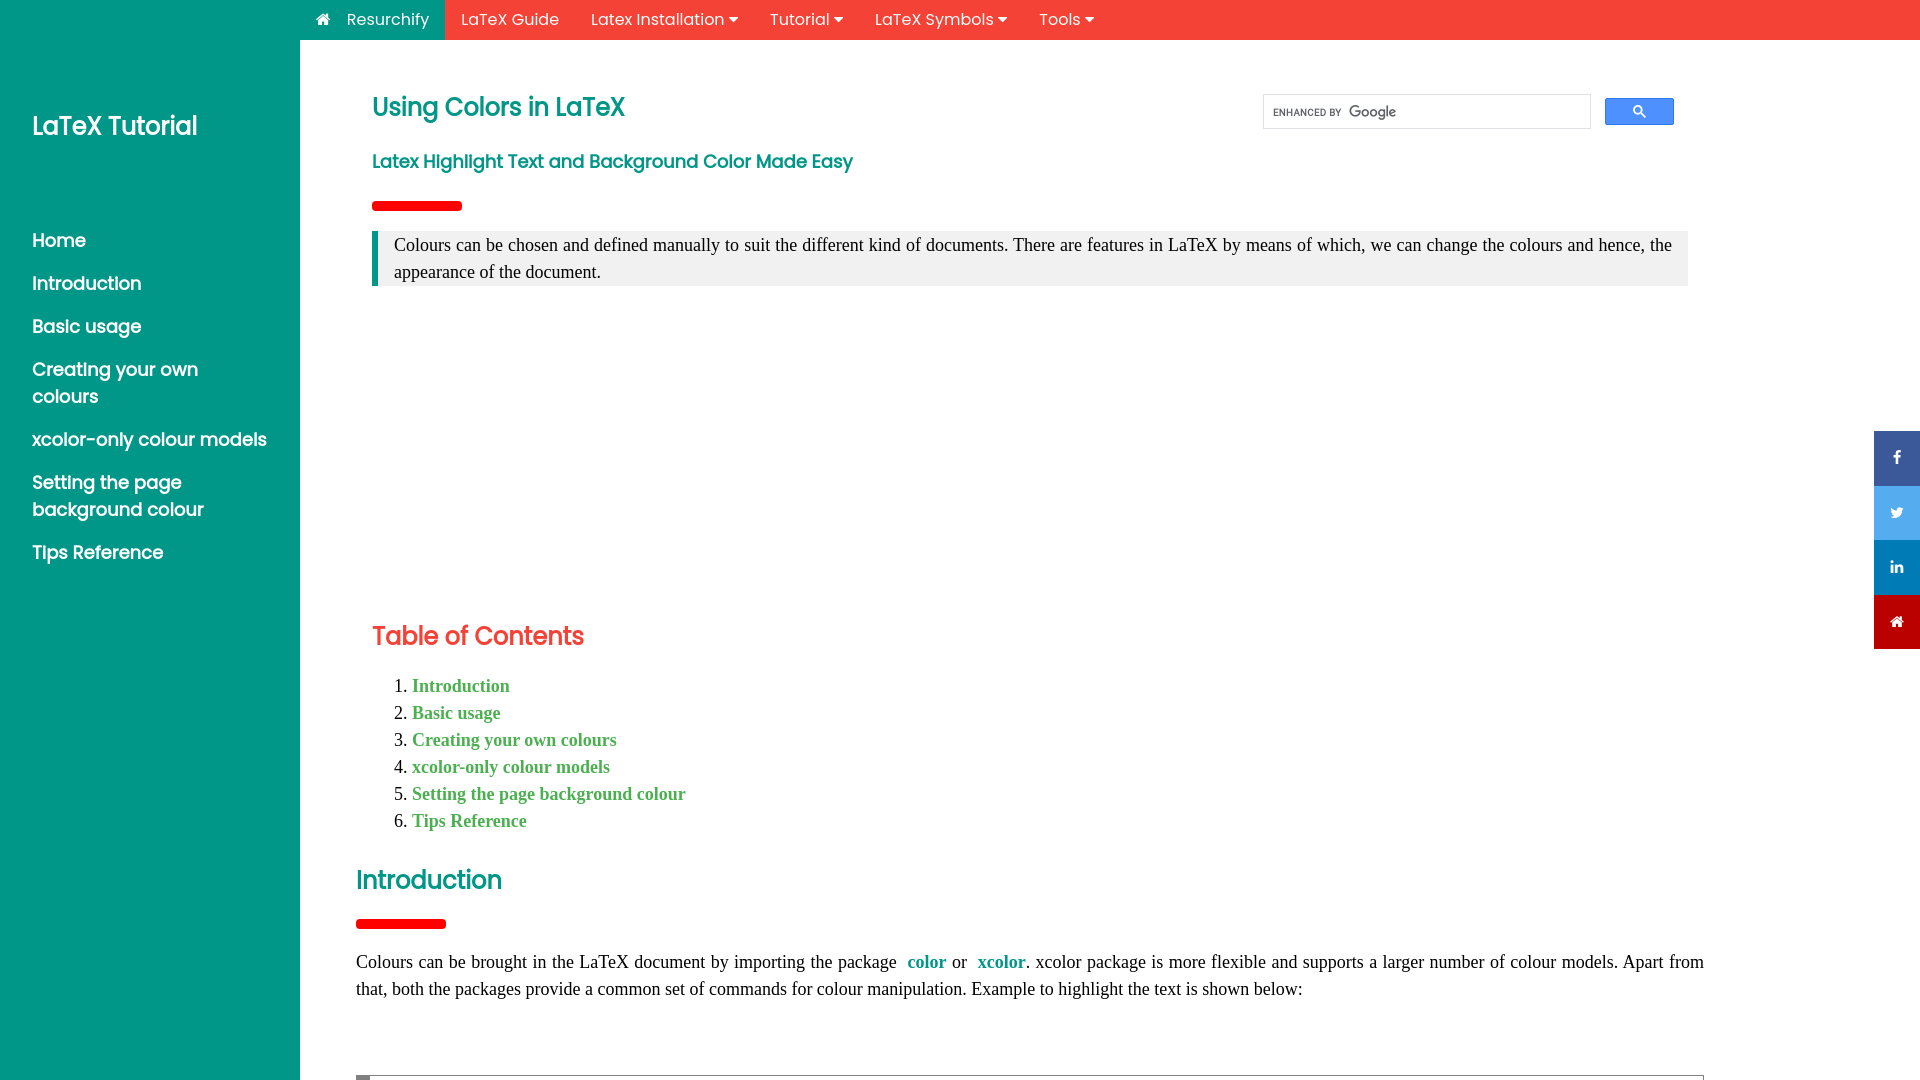 Resurchify
LaTeX Guide
Latex Installation
Tutorial
LaTeX Symbols
Tools
LaTeX Tutorial
Home
Introduction
Basic usage
Creating your own
colours
xcolor-only colour models
Setting the page
background colour
Tips Reference
Using Colors in LaTeX
ENHANCED BY Google
Latex Highlight Text and Background Color Made Easy
Colours can be chosen and defined manually to suit the different kind of documents. There are features in LaTeX by means of which, we can change the colours and hence, the
appearance of the document.
Table of Contents
1. Introduction
2. Basic usage
3. Creating your own colours
4. xcolor-only colour models
5. Setting the page background colour
6. Tips Reference
Introduction
Colours can be brought in the LaTeX document by importing the package color or xcolor. xcolor package is more flexible and supports a larger number of colour models. Apart from
that, both the packages provide a common set of commands for colour manipulation. Example to highlight the text is shown below: